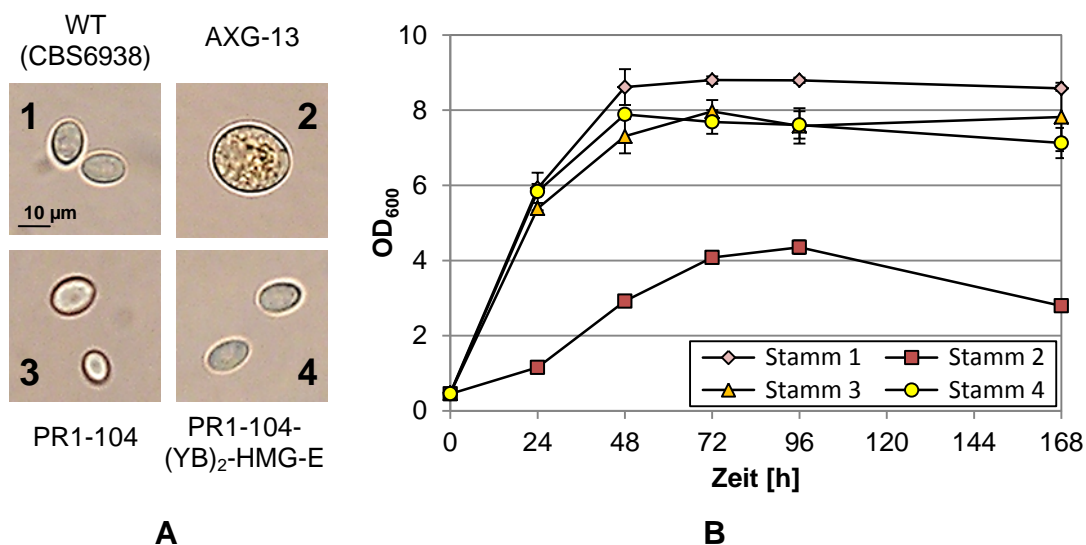 WT
(CBS6938)
AXG-13
1
2
10 µm
3
4
PR1-104
PR1-104-
(YB)₂-HMG-E
A
10
8
6
4
2
0
OD₆₀₀
Stamm 1
Stamm 2
Stamm 3
Stamm 4
0 24 48 72 96 120 144 168
Zeit [h]
B